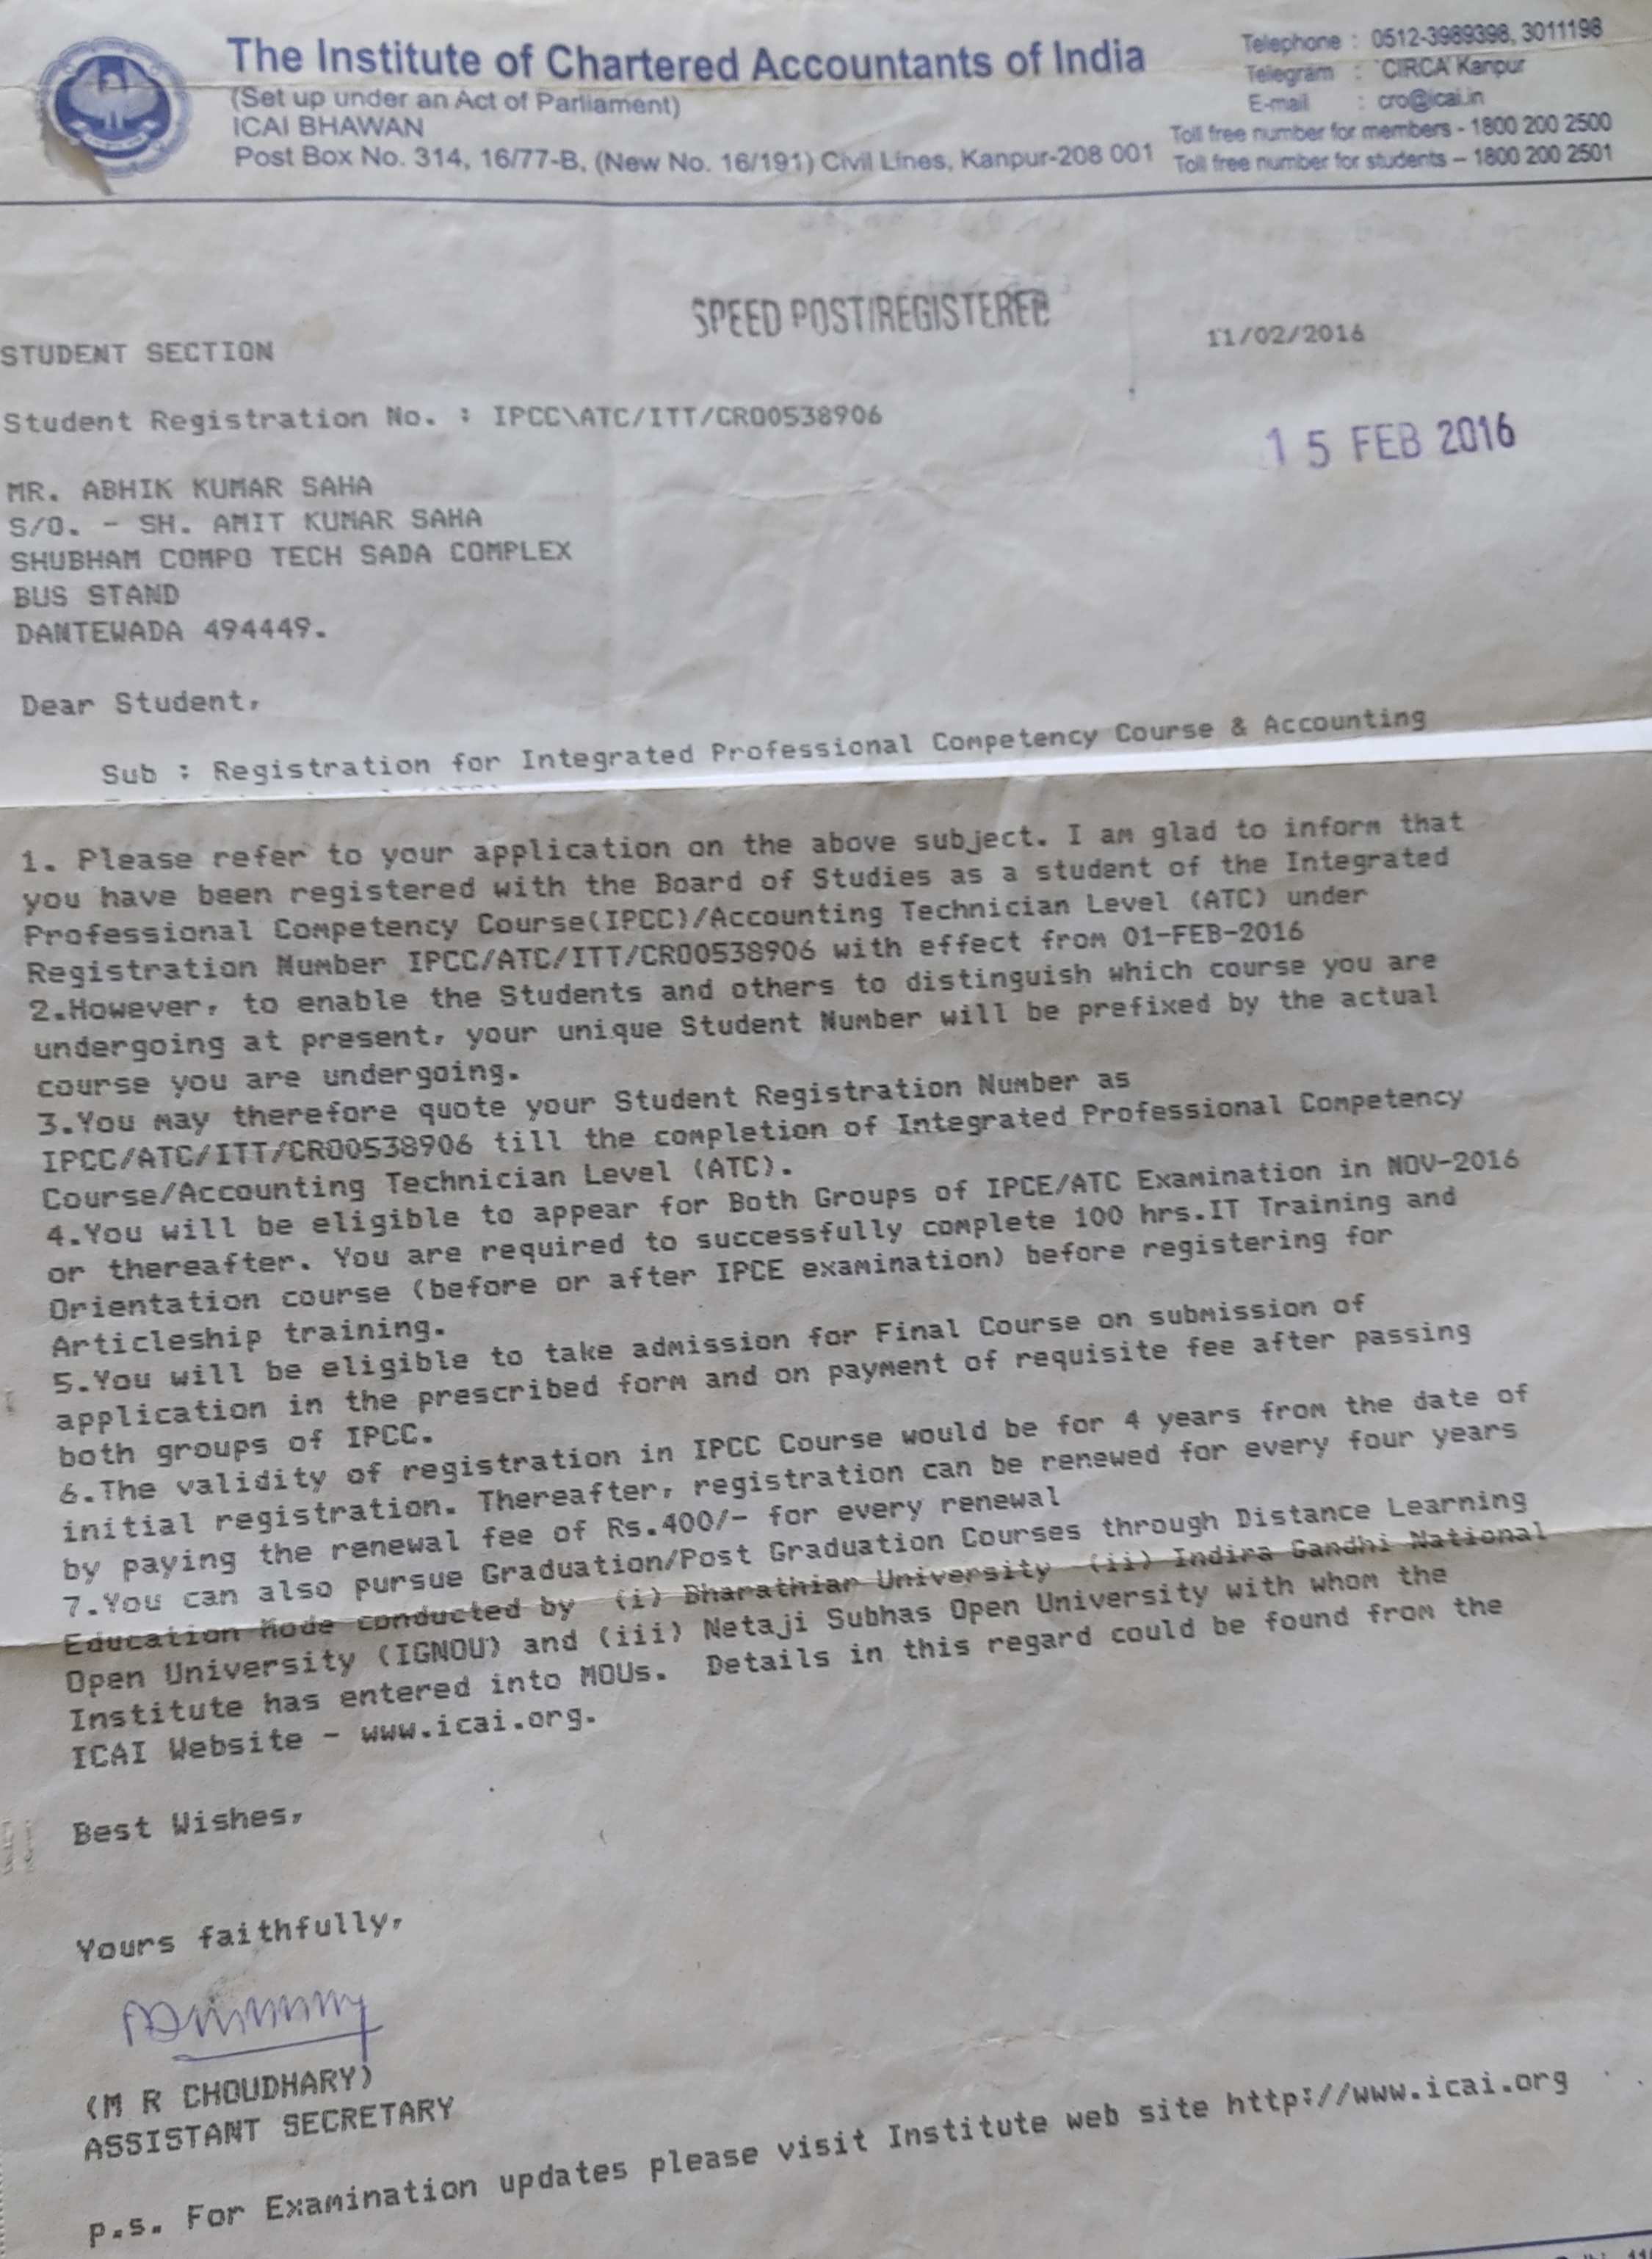 The Institute of Chartered Accountants of India
(Set up under an Act of Parliament)
ICAI BHAWAN
Post Box No. 314, 16/77-B, (New No. 16/191) Civil Lines, Kanpur-208 001
Telephone : 0512-3989398, 3011198
Telegram : CIRCA Kanpur
E-mail : cro@icai.in
Toll free number for members - 1800 200 2500
Toll free number for students – 1800 200 2501
SPEED POST/REGISTERED
11/02/2016
STUDENT SECTION
Student Registration No. : IPCC\ATC/ITT/CRO0538906
15 FEB 2016
MR. ABHIK KUMAR SAHA
S/O. - SH. AMIT KUMAR SAHA
SHUBHAM COMPO TECH SADA COMPLEX
BUS STAND
DANTEWADA 494449.
Dear Student,
Sub : Registration for Integrated Professional Competency Course & Accounting
1. Please refer to your application on the above subject. I am glad to inform that
you have been registered with the Board of Studies as a student of the Integrated
Professional Competency Course(IPCC)/Accounting Technician Level (ATC) under
Registration Number IPCC/ATC/ITT/CRO0538906 with effect from 01-FEB-2016
2.However, to enable the Students and others to distinguish which course you are
undergoing at present, your unique Student Number will be prefixed by the actual
course you are undergoing.
3.You may therefore quote your Student Registration Number as
IPCC/ATC/ITT/CRO0538906 till the completion of Integrated Professional Competency
Course/Accounting Technician Level (ATC).
4.You will be eligible to appear for Both Groups of IPCE/ATC Examination in NOV-2016
or thereafter. You are required to successfully complete 100 hrs.IT Training and
Orientation course (before or after IPCE examination) before registering for
Articleship training.
5.You will be eligible to take admission for Final Course on submission of
application in the prescribed form and on payment of requisite fee after passing
both groups of IPCC.
6.The validity of registration in IPCC Course would be for 4 years from the date of
initial registration. Thereafter, registration can be renewed for every four years
by paying the renewal fee of Rs.400/- for every renewal
7.You can also pursue Graduation/Post Graduation Courses through Distance Learning
Education Mode conducted by (i) Bharathiar University (ii) Indira Gandhi National
Open University (IGNOU) and (iii) Netaji Subhas Open University with whom the
Institute has entered into MOUs. Details in this regard could be found from the
ICAI Website - www.icai.org.
Best Wishes,
Yours faithfully,
(M R CHOUDHARY)
ASSISTANT SECRETARY
p.s. For Examination updates please visit Institute web site http://www.icai.org